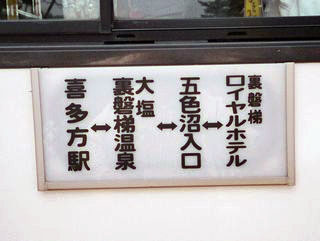 裏磐梯
ロイヤルホテル
↔
五色沼入口
↔
大塩
裏磐梯温泉
↔
喜多方駅